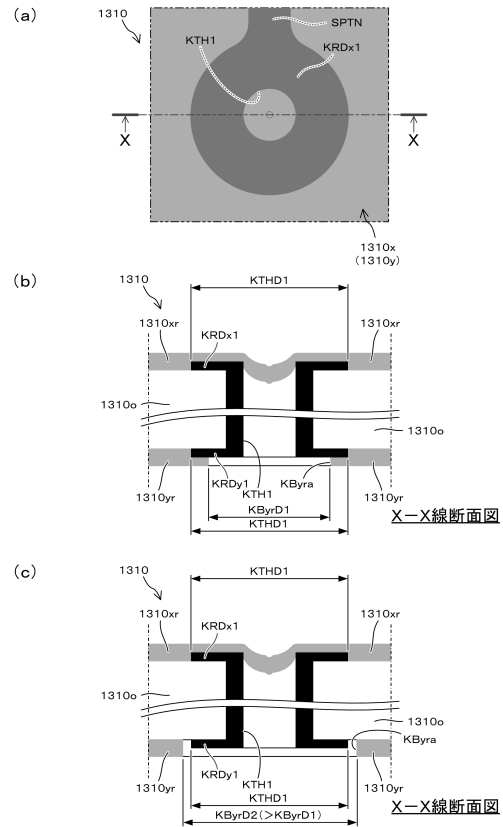 (a)
1310
SPTN
KTH1
KRDx1
X
X
1310x
(1310y)
(b)
1310
KTHD1
1310xr
1310xr
KRDx1
1310o
1310o
KRDy1
KTH1
KByra
1310yr
1310yr
KByrD1
KTHD1
X－X線断面図
(c)
1310
KTHD1
1310xr
1310xr
KRDx1
1310o
1310o
KByra
KRDy1
KTH1
1310yr
1310yr
KTHD1
KByrD2(>KByrD1)
X－X線断面図